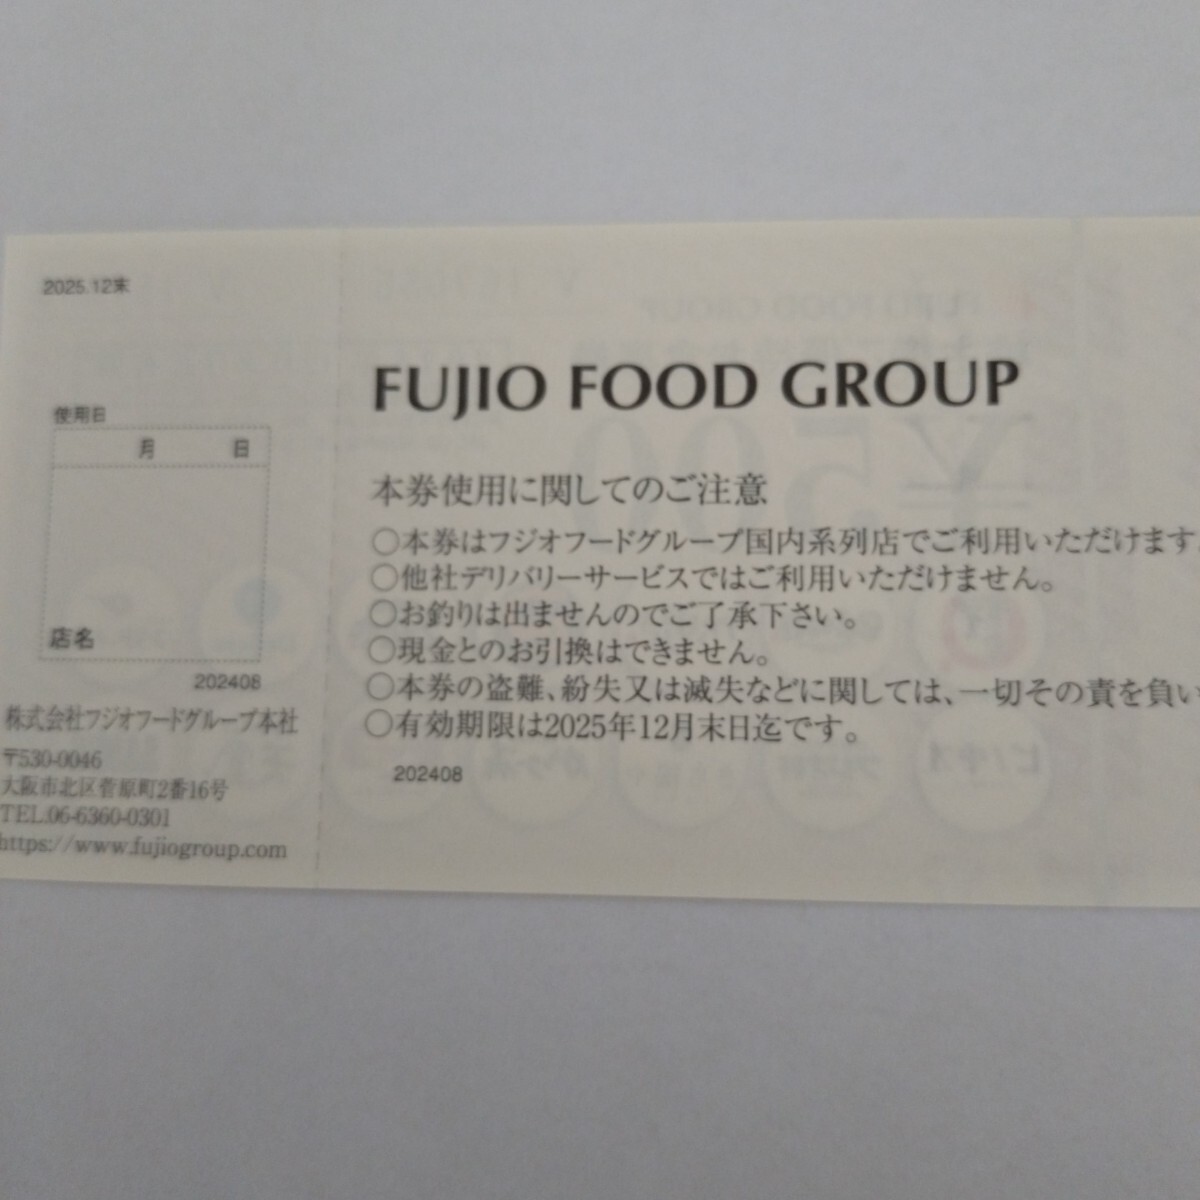 2025.12末
使用日
月 日
店名
202408
株式会社フジオフードグループ本社
〒530-0046
大阪市北区菅原町2番16号
TEL.06-6360-0301
https://www.fujiogroup.com
FUJIO FOOD GROUP
本券使用に関してのご注意
○本券はフジオフードグループ国内系列店でご利用いただけます
○他社デリバリーサービスではご利用いただけません。
○お釣りは出ませんのでご了承下さい。
○現金とのお引換はできません。
○本券の盗難、紛失又は滅失などに関しては、一切その責を負い
○有効期限は2025年12月末日迄です。
202408